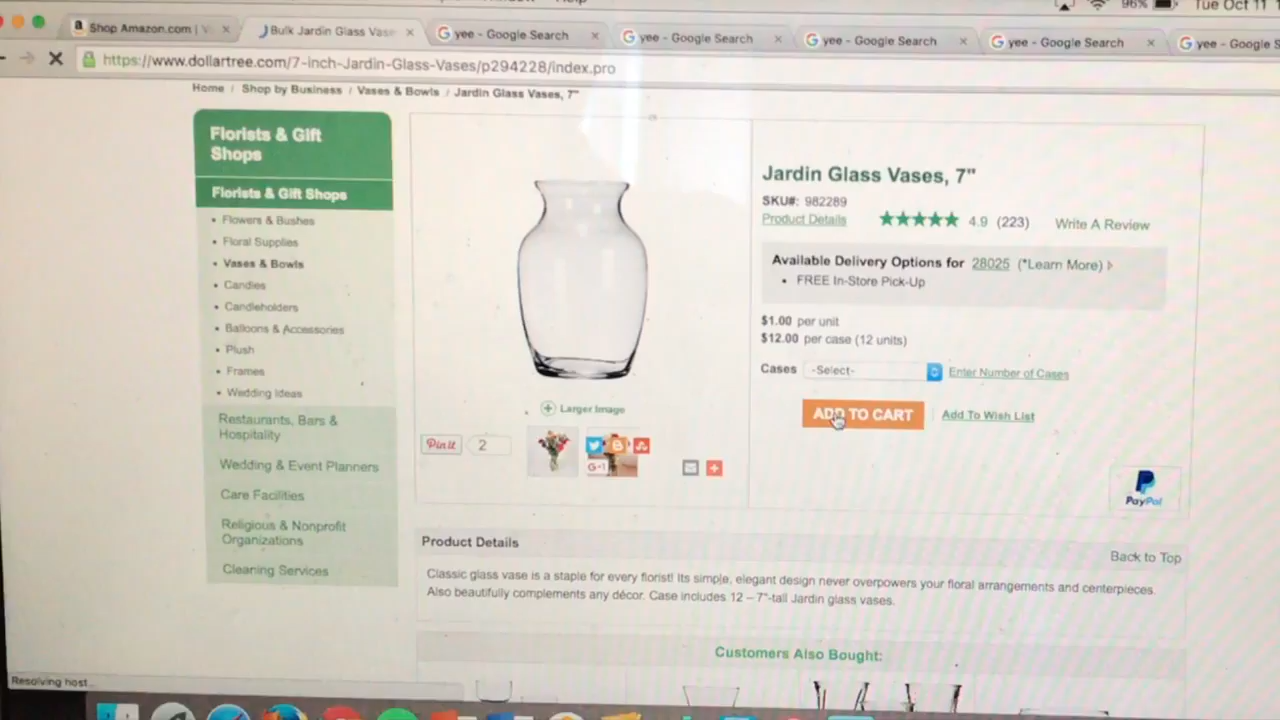 96% Tue Oct 11
Shop Amazon.com |
Bulk Jardin Glass Vase
yee - Google Search
yee - Google Search
yee - Google Search
yee - Google Search
yee - Google S
https://www.dollartree.com/7-inch-Jardin-Glass-Vases/p294228/index.pro
Home / Shop by Business / Vases & Bowls / Jardin Glass Vases, 7"
Florists & Gift
Shops
Florists & Gift Shops
Flowers & Bushes
Floral Supplies
Vases & Bowls
Candles
Candleholders
Balloons & Accessories
Plush
Frames
Wedding Ideas
Restaurants, Bars &
Hospitality
Wedding & Event Planners
Care Facilities
Religious & Nonprofit
Organizations
Cleaning Services
Larger Image
Pin it 2
G+1
Jardin Glass Vases, 7"
SKU#: 982289
Product Details 4.9 (223) Write A Review
Available Delivery Options for 28025 (*Learn More)
FREE In-Store Pick-Up
$1.00 per unit
$12.00 per case (12 units)
Cases -Select- Enter Number of Cases
ADD TO CART Add To Wish List
PayPal
Product Details
Back to Top
Classic glass vase is a staple for every florist! Its simple, elegant design never overpowers your floral arrangements and centerpieces.
Also beautifully complements any décor. Case includes 12 – 7"-tall Jardin glass vases.
Customers Also Bought:
Resolving host...